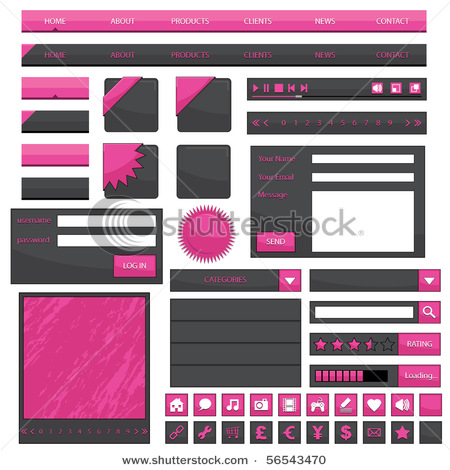 HOME ABOUT PRODUCTS CLIENTS NEWS CONTACT
HOME ABOUT PRODUCTS CLIENTS NEWS CONTACT
<< 0 1 2 3 4 5 6 7 8 9 >>
Your Name
Your Email
Message
SEND
username
password
LOG IN
shutterstock
CATEGORIES
RATING
Loading...
<< 0 1 2 3 4 5 6 7 8 9 >>
£ € ¥ $
www.shutterstock.com · 56543470